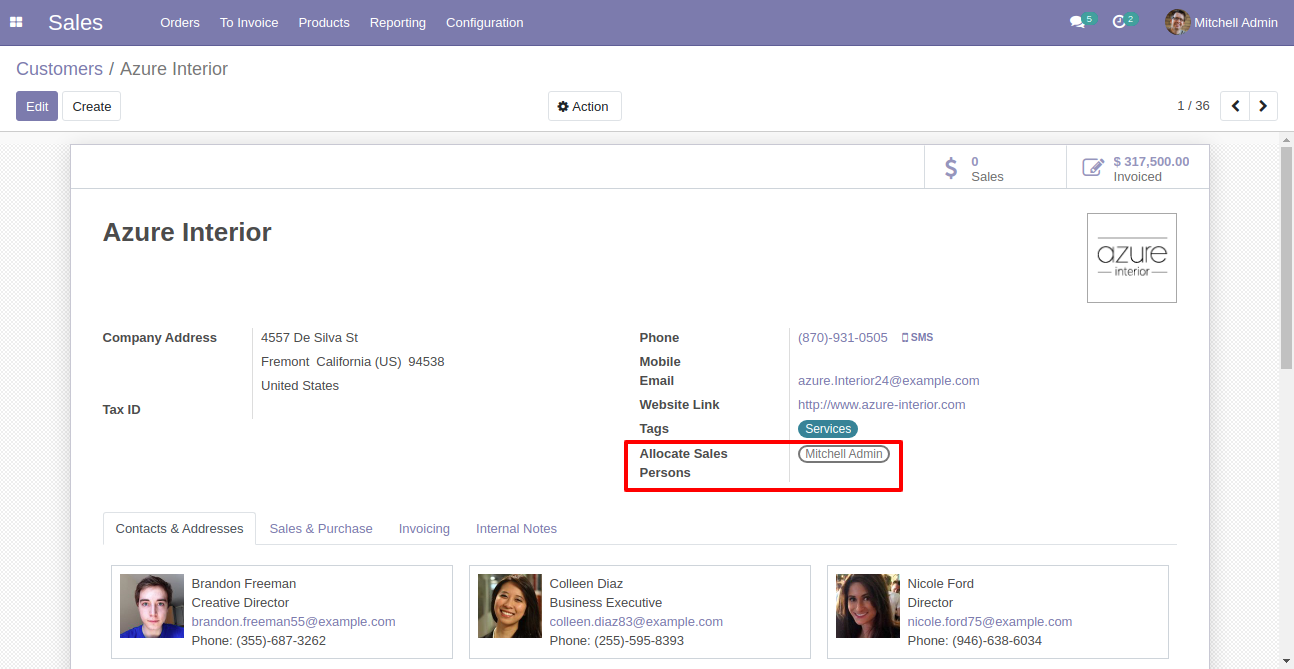 Sales Orders To Invoice Products Reporting Configuration 5 2 Mitchell Admin
Customers / Azure Interior
Edit Create Action 1 / 36
$ 0
Sales
$ 317,500.00
Invoiced
Azure Interior
azure
interior
Company Address 4557 De Silva St
Fremont California (US) 94538
United States
Tax ID
Phone (870)-931-0505 SMS
Mobile
Email azure.Interior24@example.com
Website Link http://www.azure-interior.com
Tags Services
Allocate Sales Mitchell Admin
Persons
Contacts & Addresses Sales & Purchase Invoicing Internal Notes
Brandon Freeman
Creative Director
brandon.freeman55@example.com
Phone: (355)-687-3262
Colleen Diaz
Business Executive
colleen.diaz83@example.com
Phone: (255)-595-8393
Nicole Ford
Director
nicole.ford75@example.com
Phone: (946)-638-6034